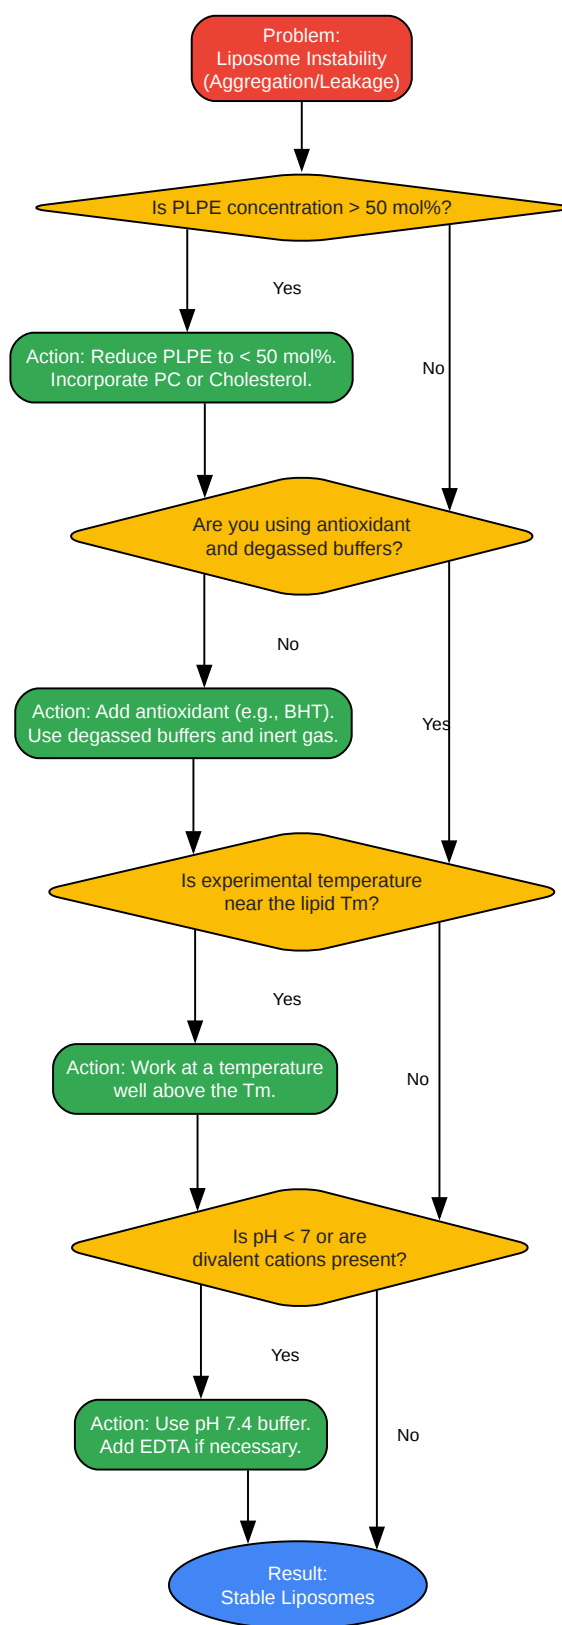 Problem:
Liposome Instability
(Aggregation/Leakage)
Is PLPE concentration > 50 mol%?
Yes
Action: Reduce PLPE to < 50 mol%.
Incorporate PC or Cholesterol.
No
Are you using antioxidant
and degassed buffers?
No
Action: Add antioxidant (e.g., BHT).
Use degassed buffers and inert gas.
Yes
Is experimental temperature
near the lipid Tm?
Yes
Action: Work at a temperature
well above the Tm.
No
Is pH < 7 or are
divalent cations present?
Yes
Action: Use pH 7.4 buffer.
Add EDTA if necessary.
No
Result:
Stable Liposomes